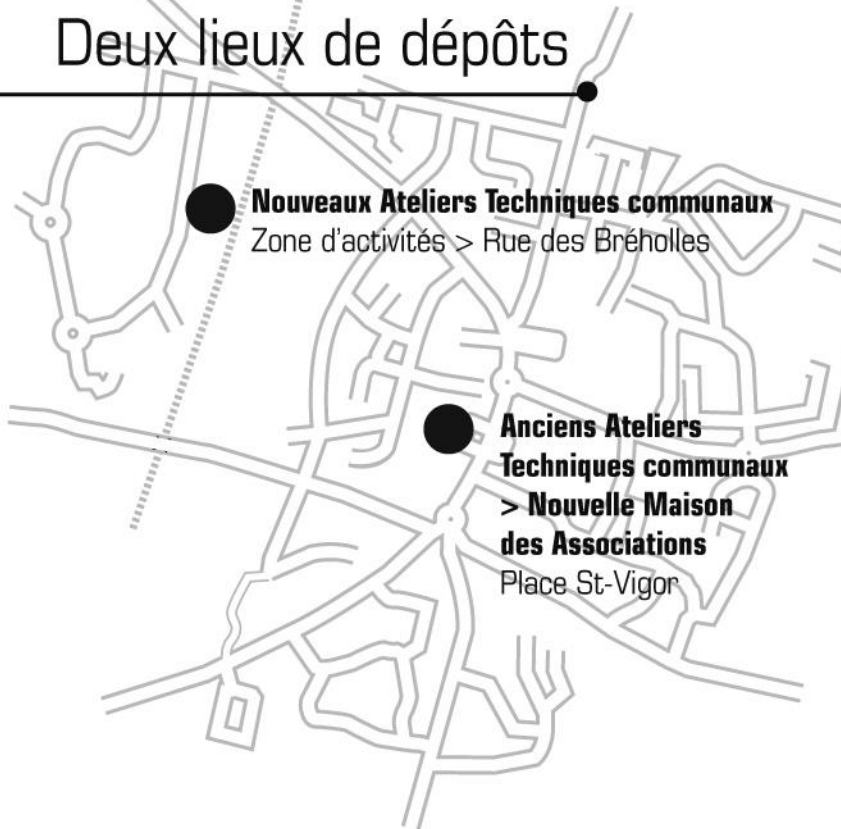 Deux lieux de dépôts
Nouveaux Ateliers Techniques communaux
Zone d'activités > Rue des Bréholles
Anciens Ateliers
Techniques communaux
> Nouvelle Maison
des Associations
Place St-Vigor